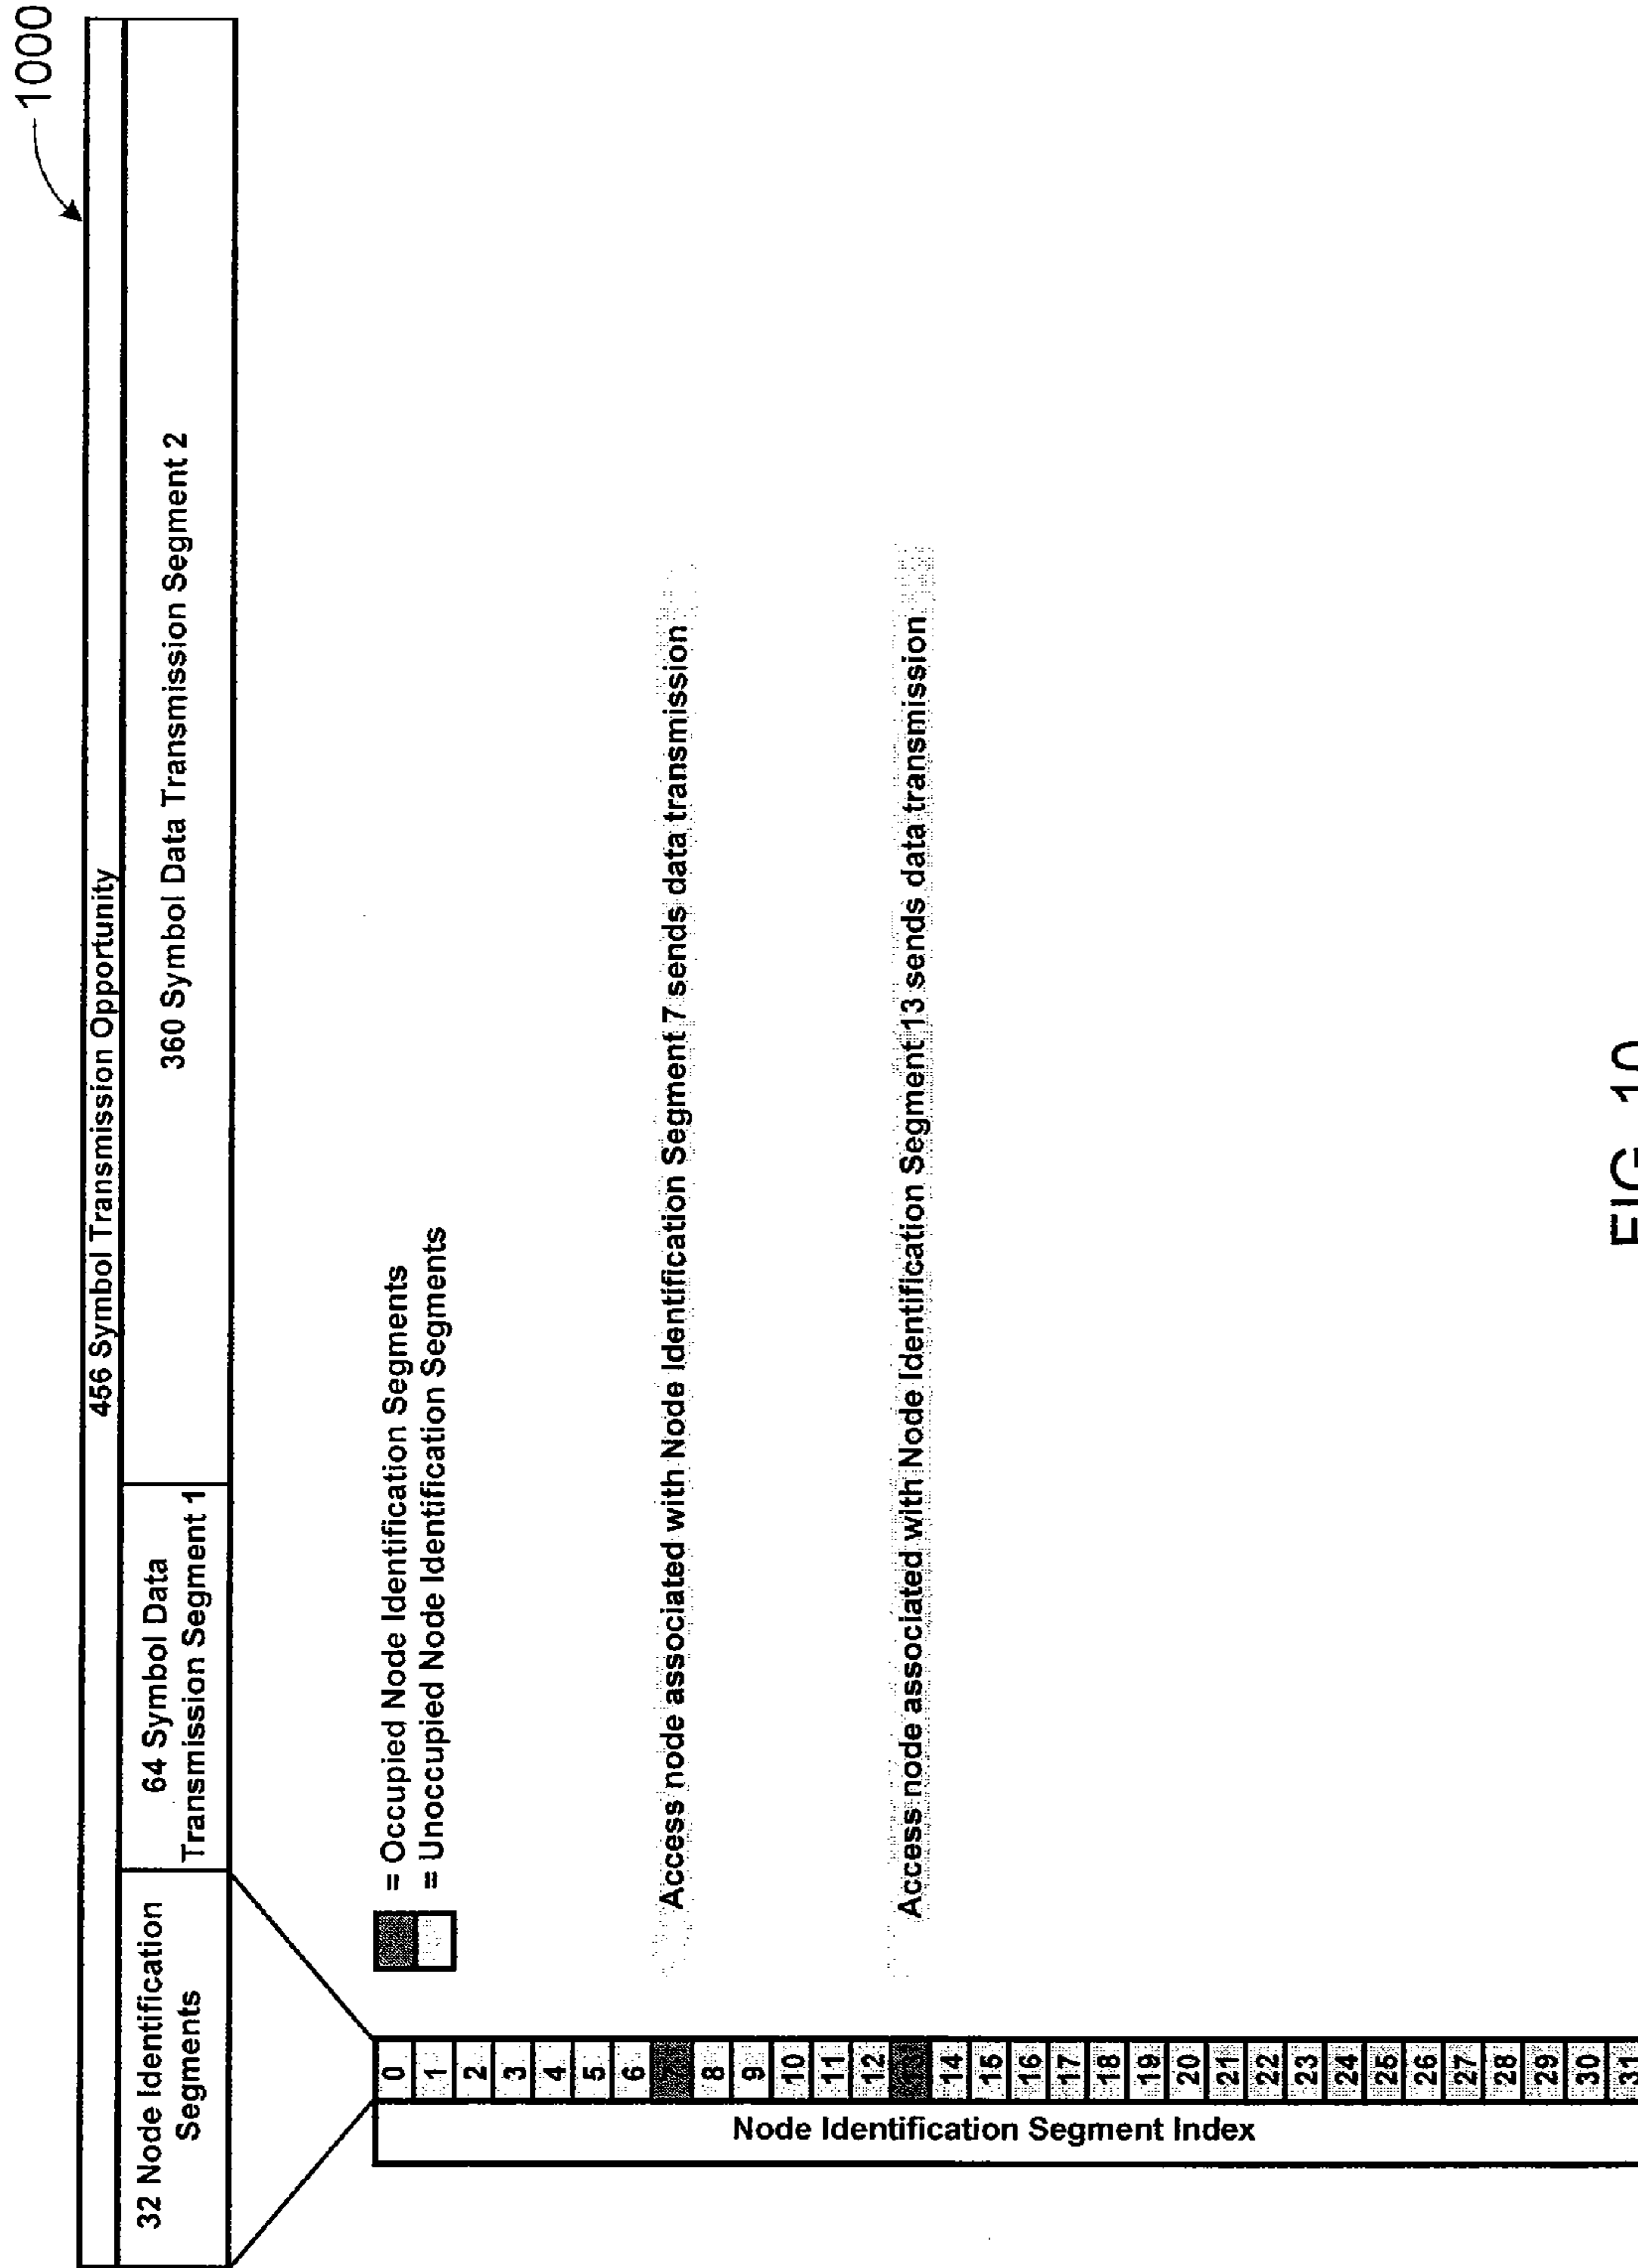 1000
456 Symbol Transmission Opportunity
32 Node Identification
Segments
64 Symbol Data
Transmission Segment 1
360 Symbol Data Transmission Segment 2
= Occupied Node Identification Segments
= Unoccupied Node Identification Segments
Node Identification Segment Index
0
1
2
3
4
5
6
7
Access node associated with Node Identification Segment 7 sends data transmission
8
9
10
11
12
13
Access node associated with Node Identification Segment 13 sends data transmission
14
15
16
17
18
19
20
21
22
23
24
25
26
27
28
29
30
31
FIG. 10